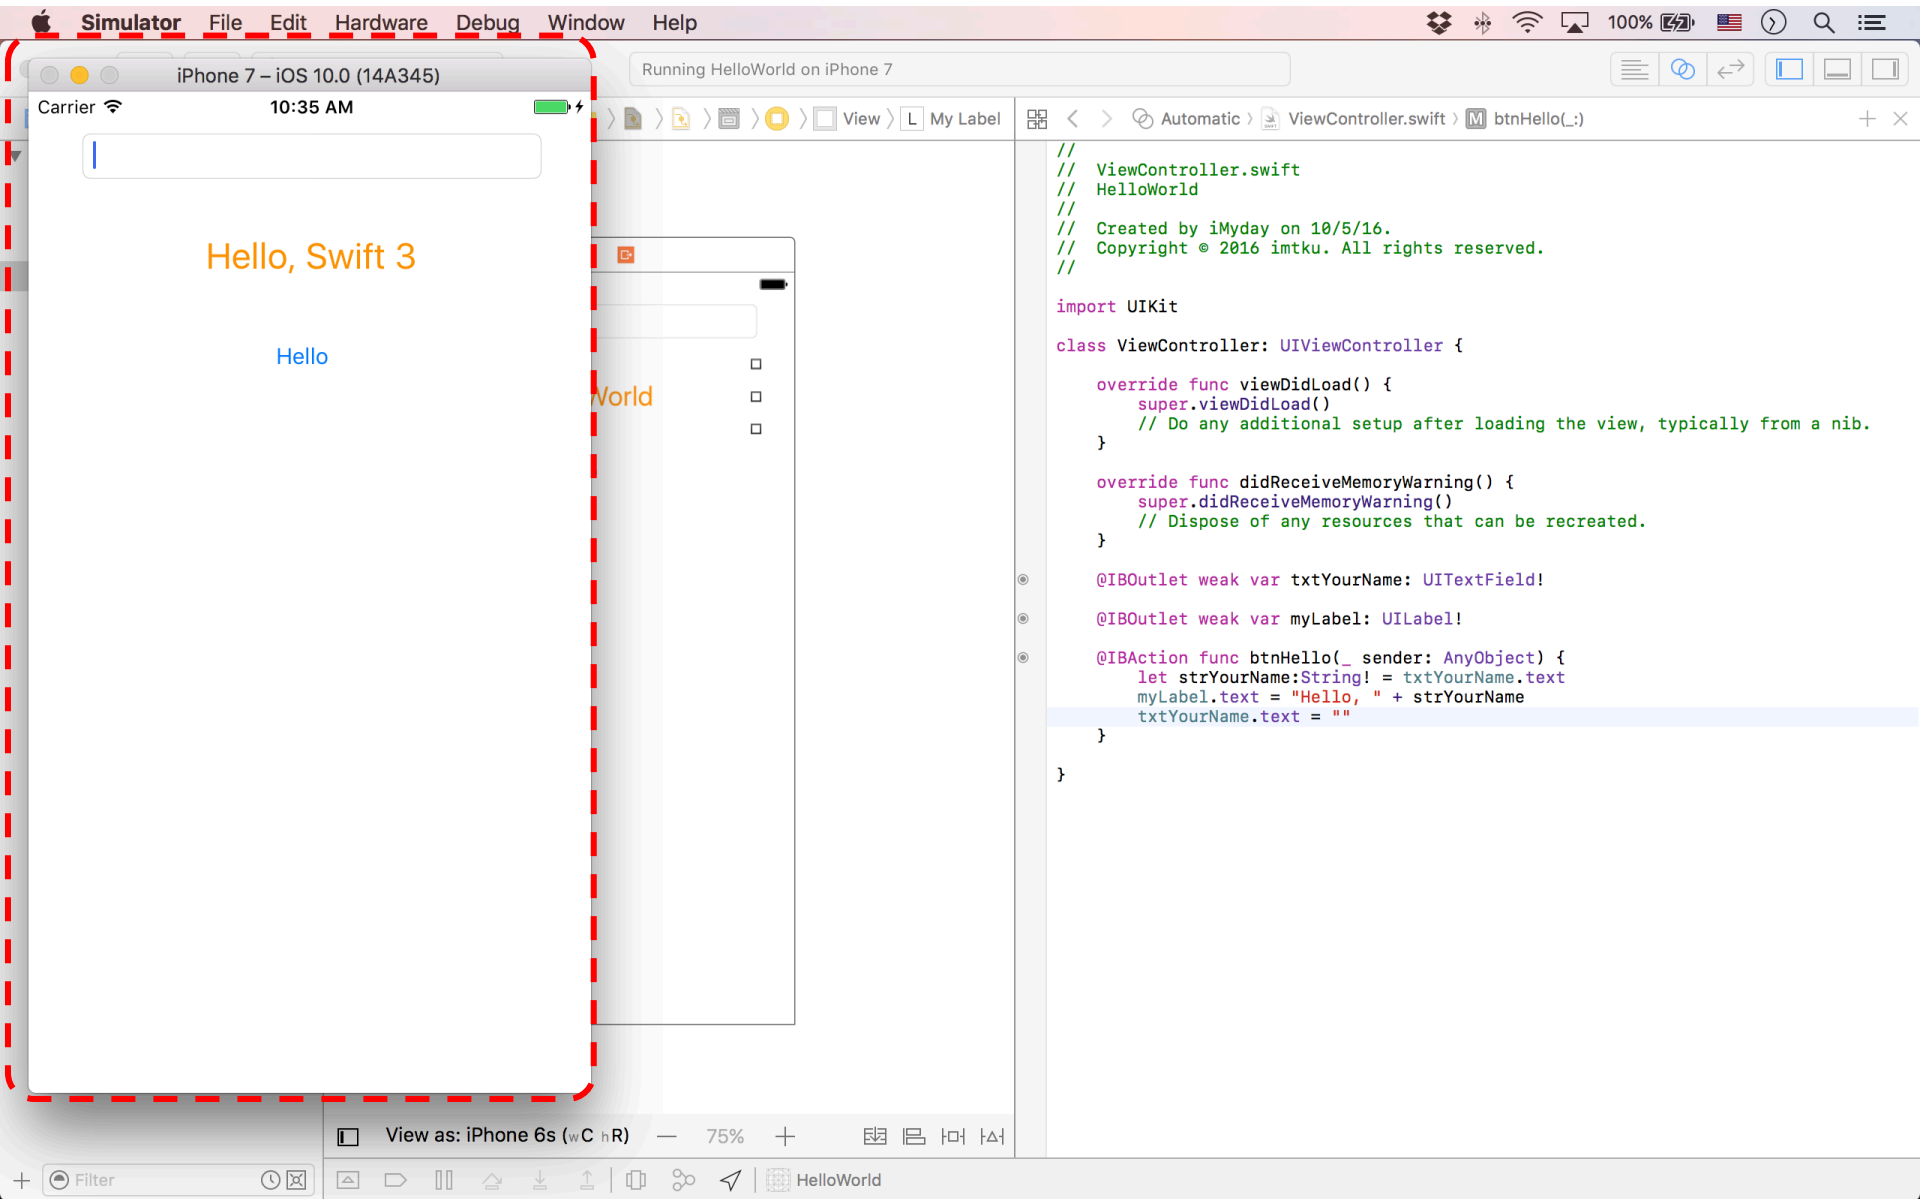 Simulator File Edit Hardware Debug Window Help 100%
iPhone 7 – iOS 10.0 (14A345)
Carrier 10:35 AM
Hello, Swift 3
Hello
Running HelloWorld on iPhone 7
View L My Label
World
Automatic ViewController.swift M btnHello(_:)
//
// ViewController.swift
// HelloWorld
//
// Created by iMyday on 10/5/16.
// Copyright © 2016 imtku. All rights reserved.
//
import UIKit
class ViewController: UIViewController {
override func viewDidLoad() {
super.viewDidLoad()
// Do any additional setup after loading the view, typically from a nib.
}
override func didReceiveMemoryWarning() {
super.didReceiveMemoryWarning()
// Dispose of any resources that can be recreated.
}
@IBOutlet weak var txtYourName: UITextField!
@IBOutlet weak var myLabel: UILabel!
@IBAction func btnHello(_ sender: AnyObject) {
let strYourName:String! = txtYourName.text
myLabel.text = "Hello, " + strYourName
txtYourName.text = ""
}
}
View as: iPhone 6s (wC hR) — 75% +
Filter
HelloWorld